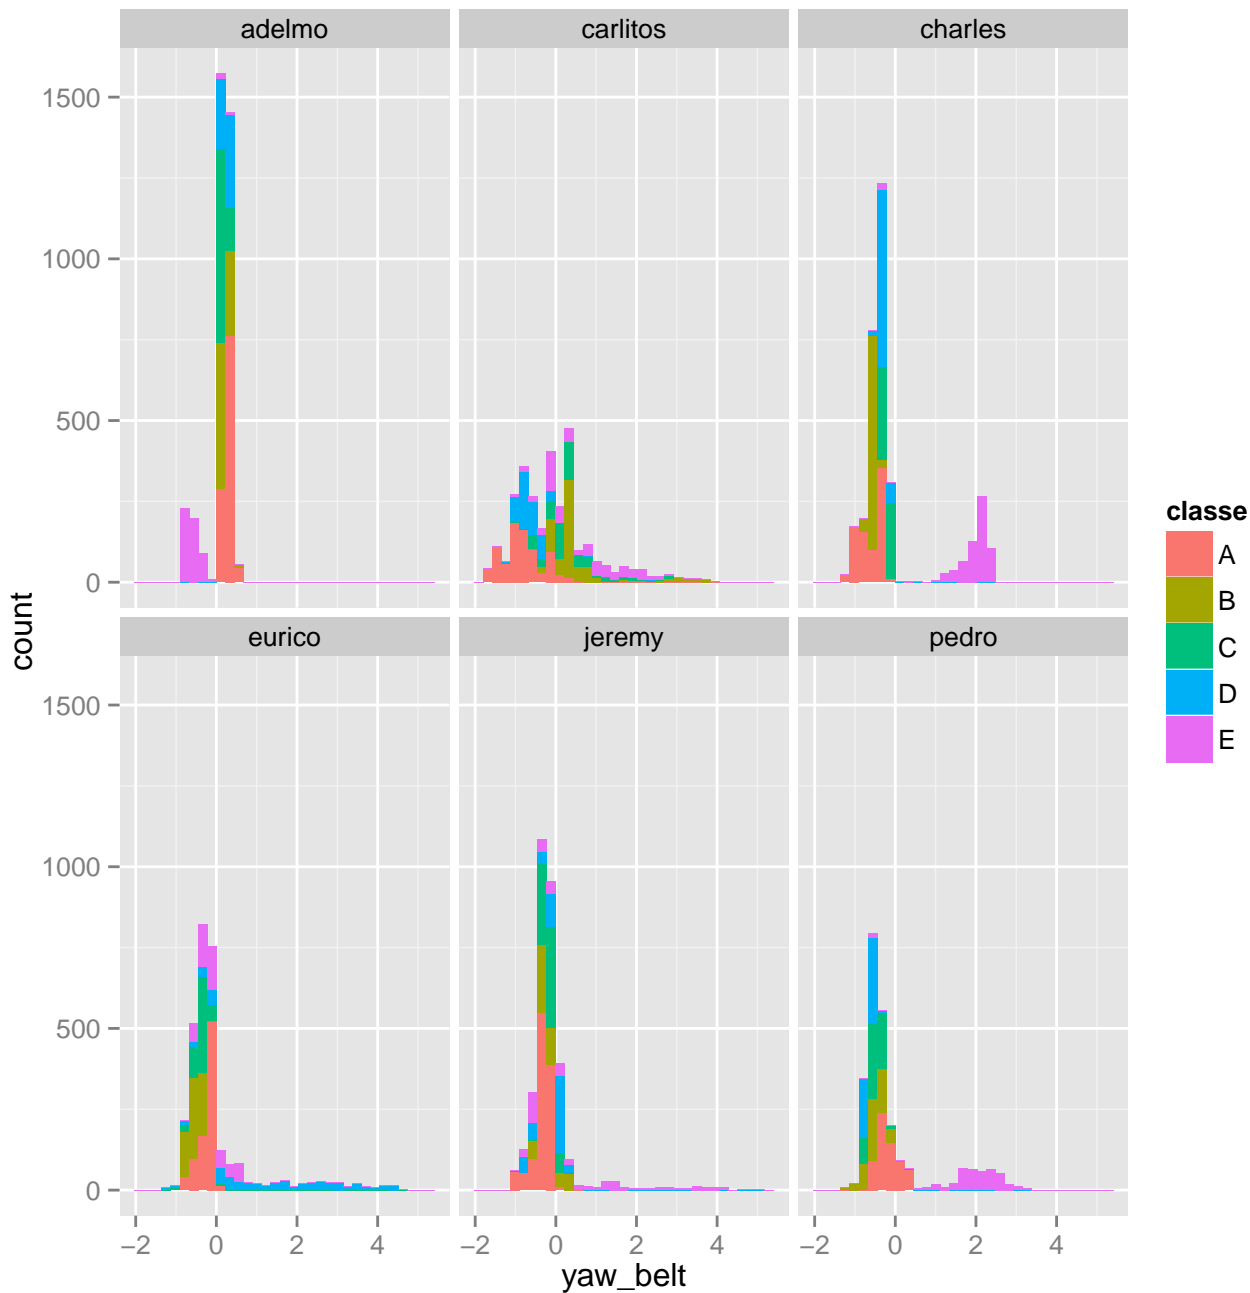 adelmo carlitos charles
1500
1000
500
0
eurico jeremy pedro
1500
1000
500
0
−2 0 2 4 −2 0 2 4 −2 0 2 4
yaw_belt
count
classe
A
B
C
D
E